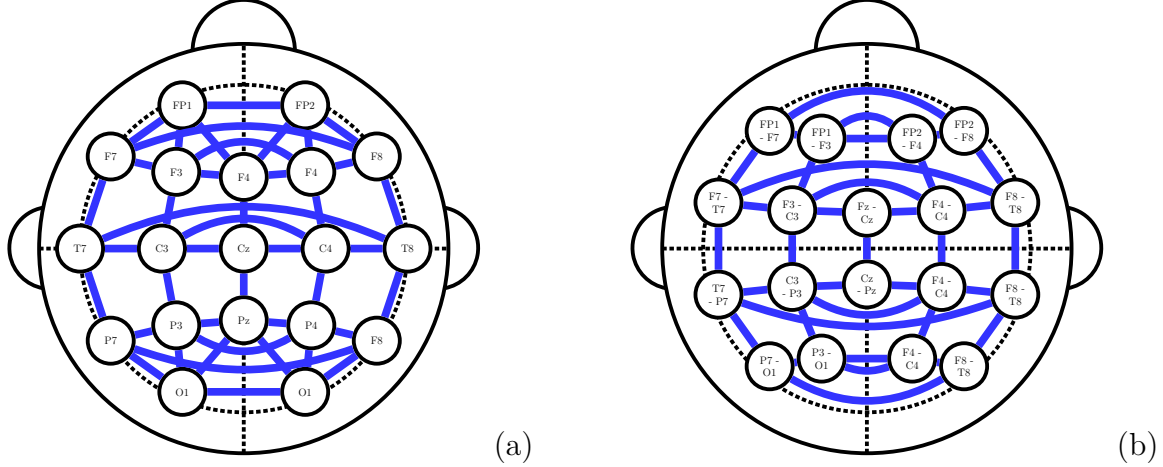 FP1 FP2
F7 F3 F4 F4 F8
T7 C3 Cz C4 T8
P7 P3 Pz P4 F8
O1 O1
(a)
FP1
- F7
FP1
- F3
FP2
- F4
FP2
- F8
F7 -
T7
F3 -
C3
Fz -
Cz
F4 -
C4
F8 -
T8
T7
- P7
C3
- P3
Cz
- Pz
F4 -
C4
F8 -
T8
P7 -
O1
P3 -
O1
F4 -
C4
F8 -
T8
(b)